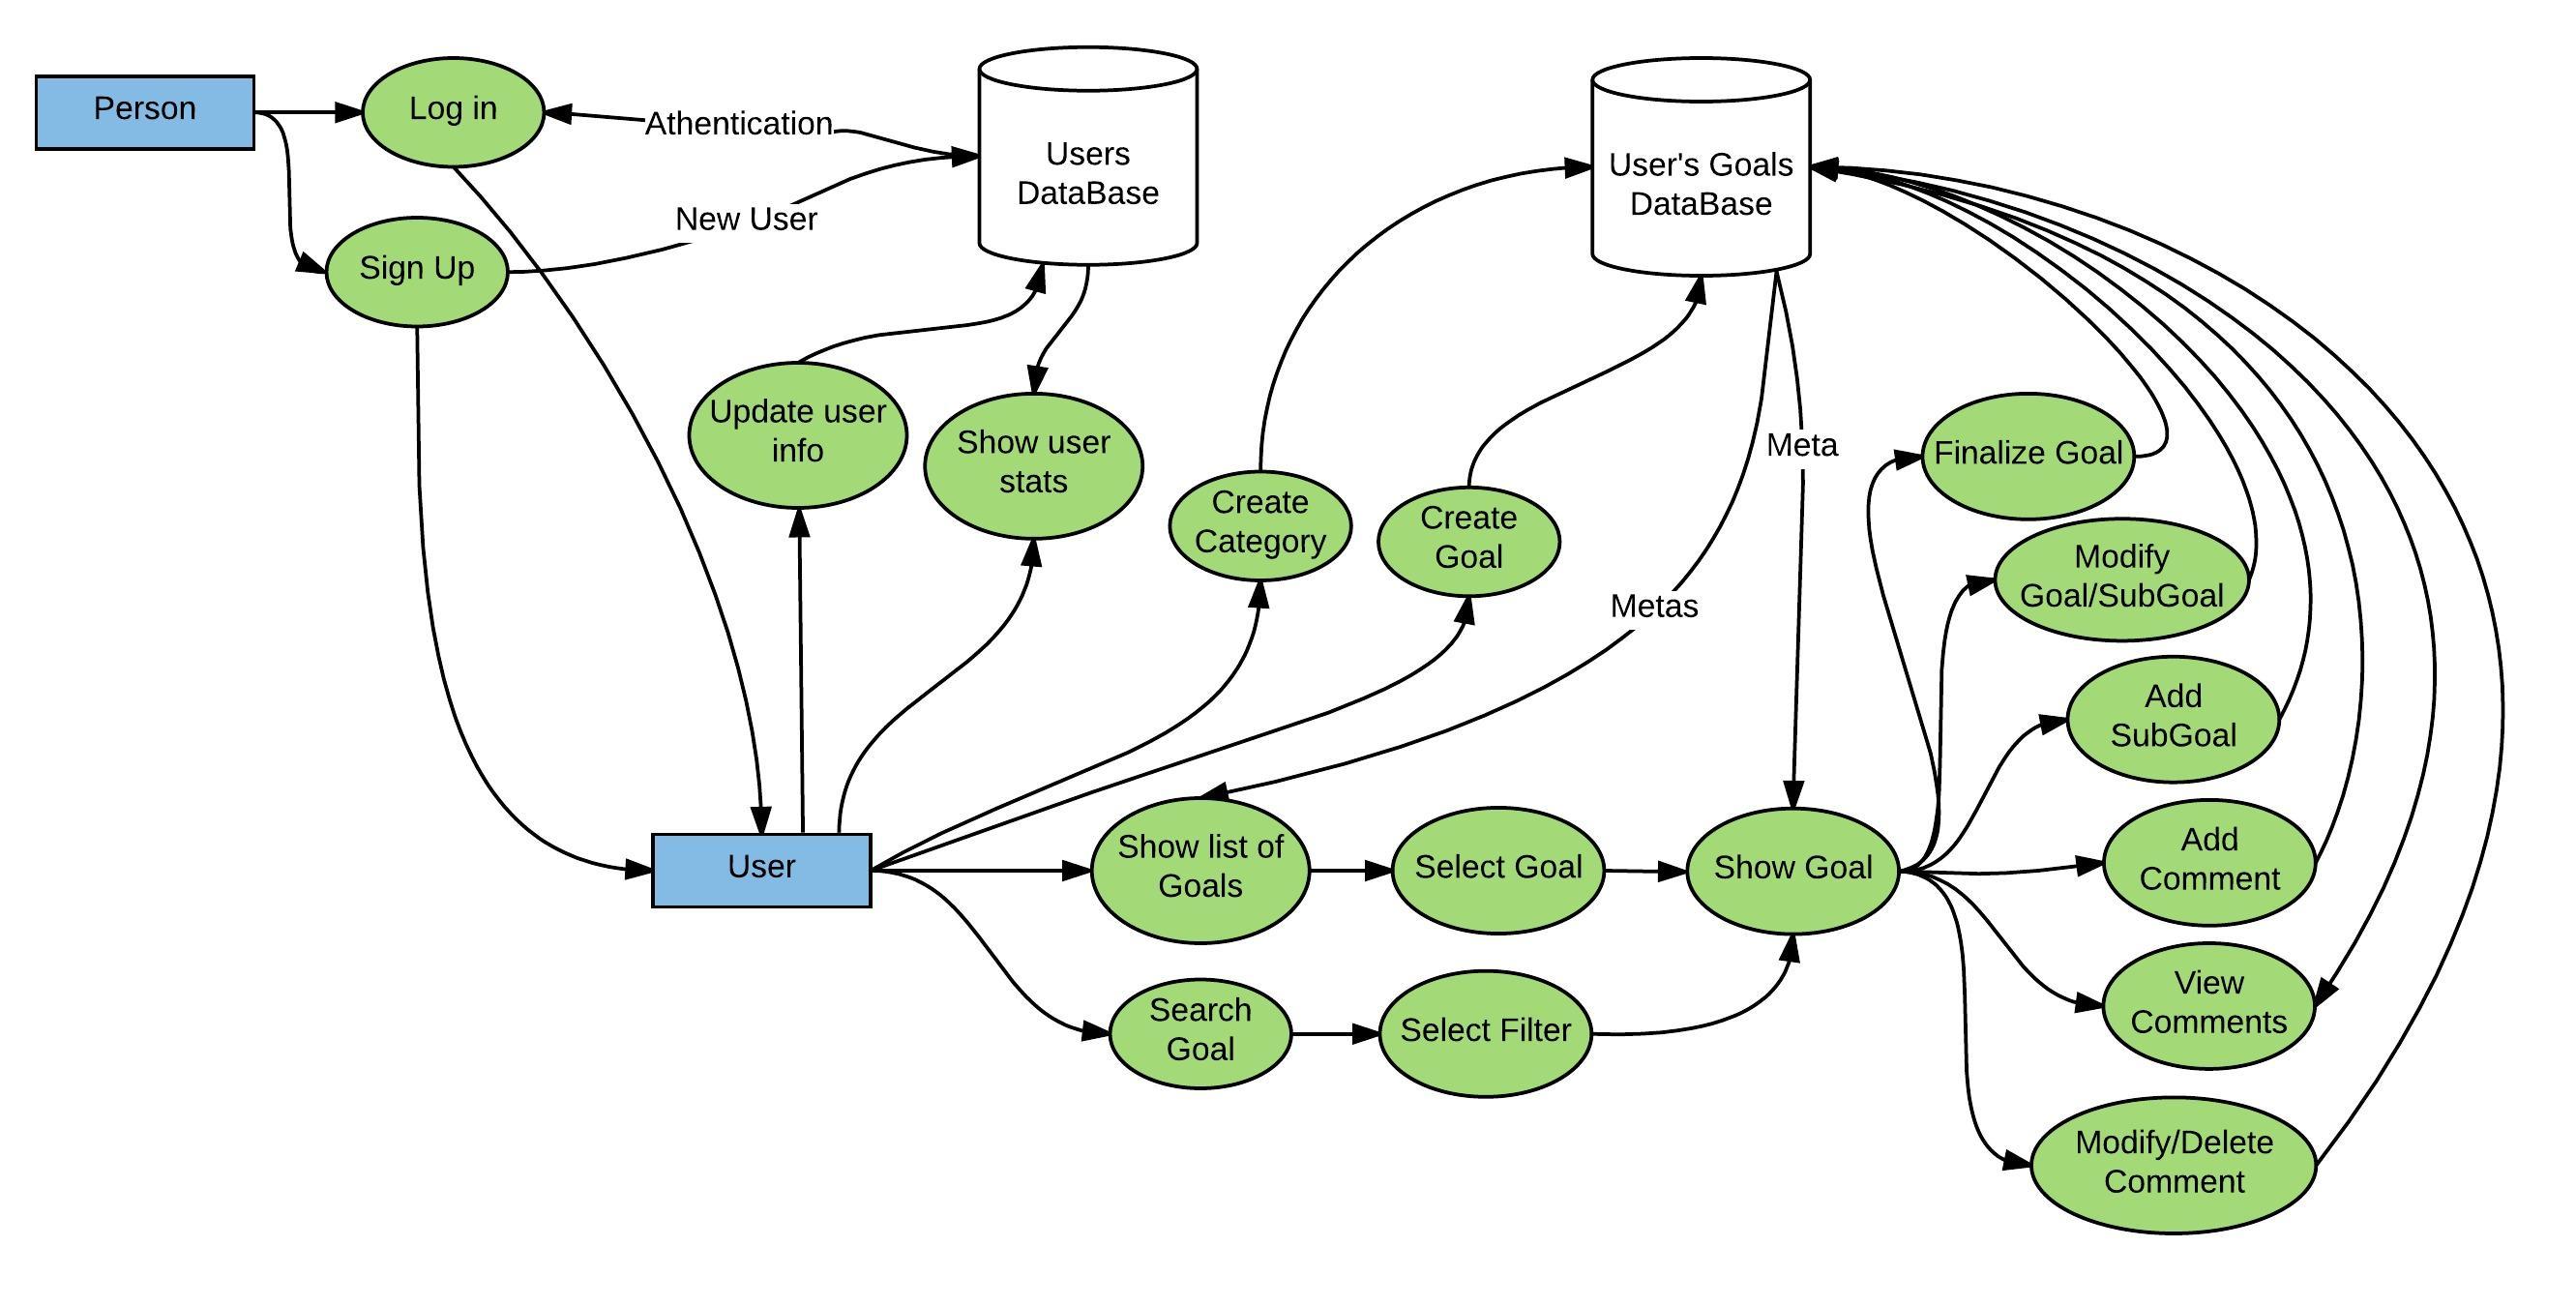 Person
Log in
Athentication
Users
DataBase
User's Goals
DataBase
New User
Sign Up
Update user
info
Show user
stats
Create
Category
Create
Goal
Meta
Metas
Finalize Goal
Modify
Goal/SubGoal
Add
SubGoal
User
Show list of
Goals
Select Goal
Show Goal
Add
Comment
Search
Goal
Select Filter
View
Comments
Modify/Delete
Comment